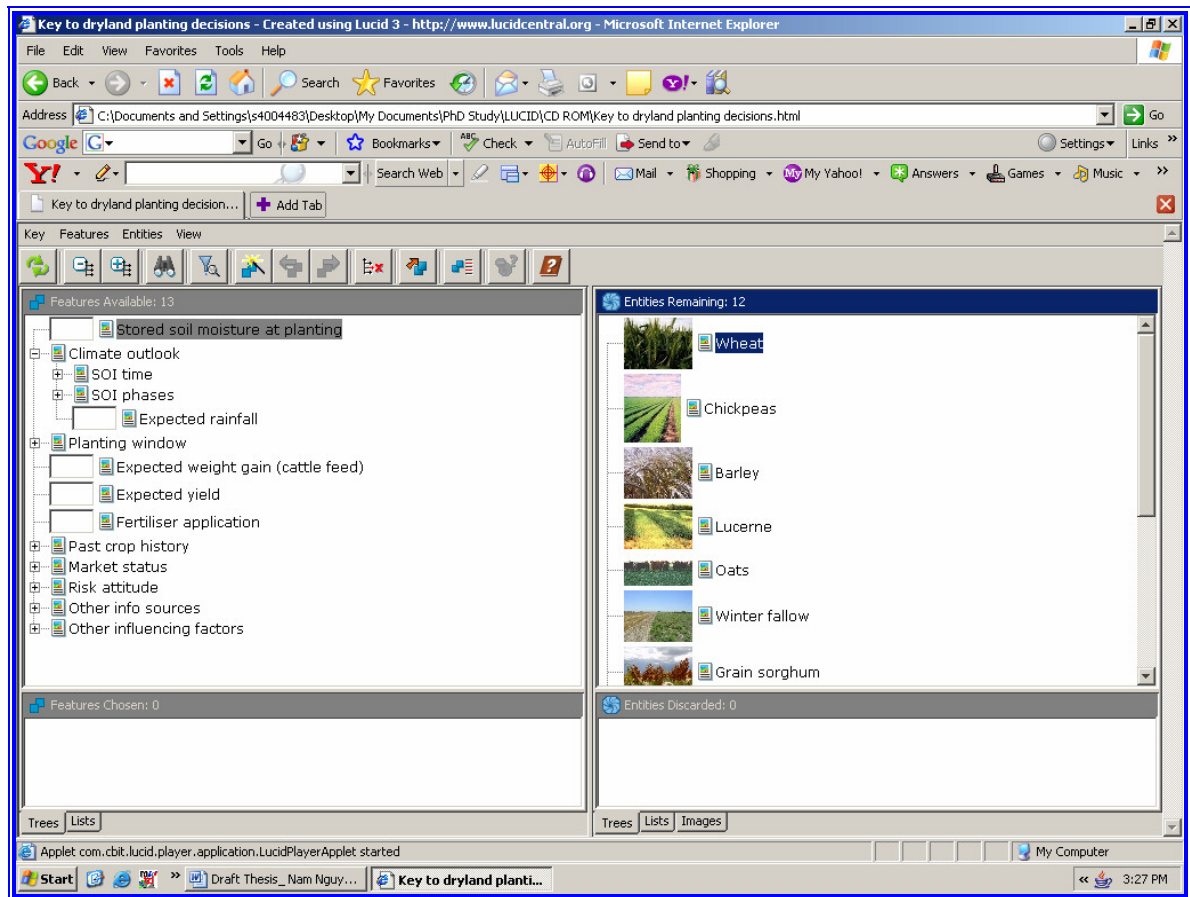 Key to dryland planting decisions - Created using Lucid 3 - http://www.lucidcentral.org - Microsoft Internet Explorer
File Edit View Favorites Tools Help
Back Search Favorites
Address C:\Documents and Settings\s4004483\Desktop\My Documents\PhD Study\LUCID\CD ROM\Key to dryland planting decisions.html Go
Google G Go Bookmarks ABC Check AutoFill Send to Settings Links »
Y! Search Web Mail Shopping My My Yahoo! Answers Games Music »
Key to dryland planting decision... Add Tab
Key Features Entities View
Features Available: 13
Stored soil moisture at planting
Climate outlook
SOI time
SOI phases
Expected rainfall
Planting window
Expected weight gain (cattle feed)
Expected yield
Fertiliser application
Past crop history
Market status
Risk attitude
Other info sources
Other influencing factors
Entities Remaining: 12
Wheat
Chickpeas
Barley
Lucerne
Oats
Winter fallow
Grain sorghum
Features Chosen: 0
Entities Discarded: 0
Trees Lists
Trees Lists Images
Applet com.cbit.lucid.player.application.LucidPlayerApplet started My Computer
Start » Draft Thesis_ Nam Nguy... Key to dryland planti... « 3:27 PM